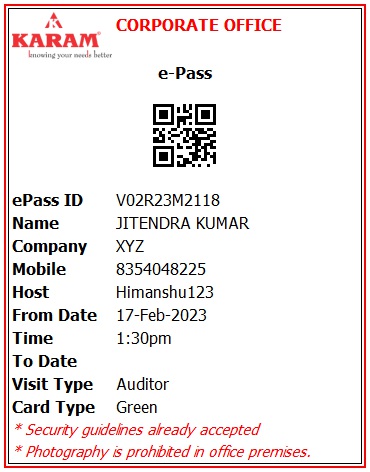 CORPORATE OFFICE
KARAM®
knowing your needs better
e-Pass
ePass ID V02R23M2118
Name JITENDRA KUMAR
Company XYZ
Mobile 8354048225
Host Himanshu123
From Date 17-Feb-2023
Time 1:30pm
To Date
Visit Type Auditor
Card Type Green
* Security guidelines already accepted
* Photography is prohibited in office premises.